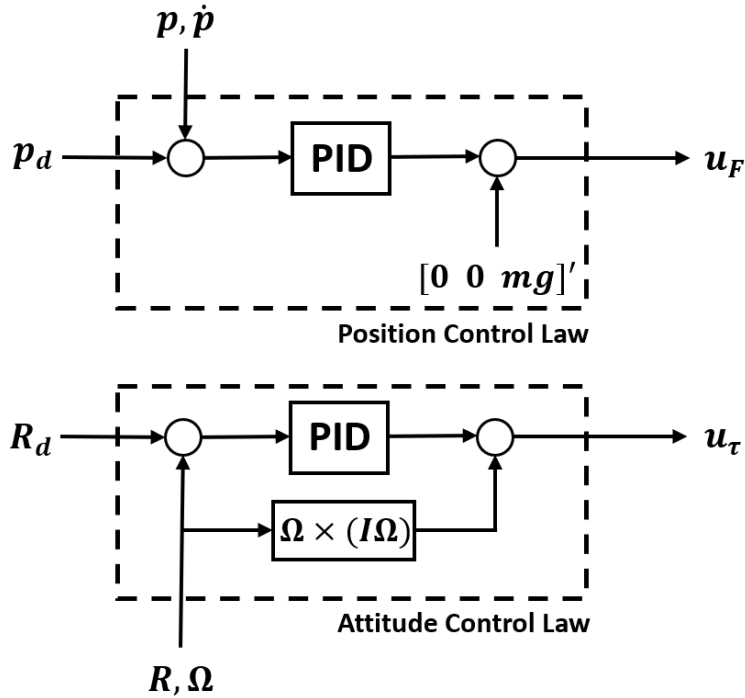 p, ṗ
p_d
PID
u_F
[0 0 mg]′
Position Control Law
R_d
PID
u_τ
Ω × (IΩ)
Attitude Control Law
R, Ω